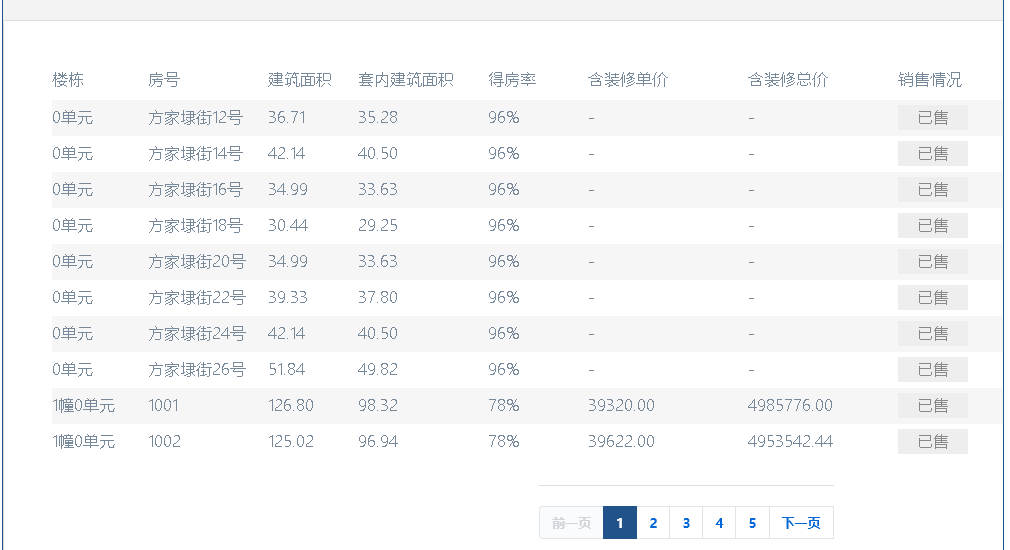 楼栋 房号 建筑面积 套内建筑面积 得房率 含装修单价 含装修总价 销售情况
0单元 方家埭街12号 36.71 35.28 96% - - 已售
0单元 方家埭街14号 42.14 40.50 96% - - 已售
0单元 方家埭街16号 34.99 33.63 96% - - 已售
0单元 方家埭街18号 30.44 29.25 96% - - 已售
0单元 方家埭街20号 34.99 33.63 96% - - 已售
0单元 方家埭街22号 39.33 37.80 96% - - 已售
0单元 方家埭街24号 42.14 40.50 96% - - 已售
0单元 方家埭街26号 51.84 49.82 96% - - 已售
1幢0单元 1001 126.80 98.32 78% 39320.00 4985776.00 已售
1幢0单元 1002 125.02 96.94 78% 39622.00 4953542.44 已售
前一页 1 2 3 4 5 下一页